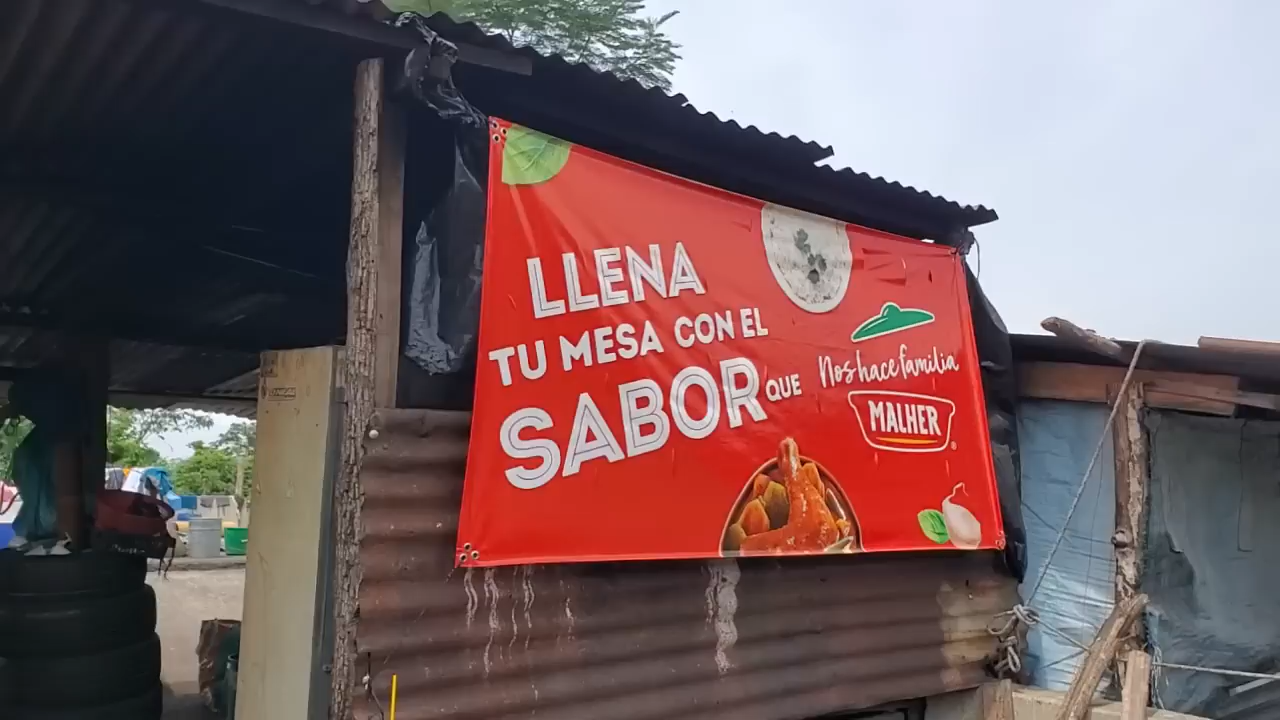 LLENA
TU MESA CON EL
SABOR QUE
Nos hace familia
MALHER